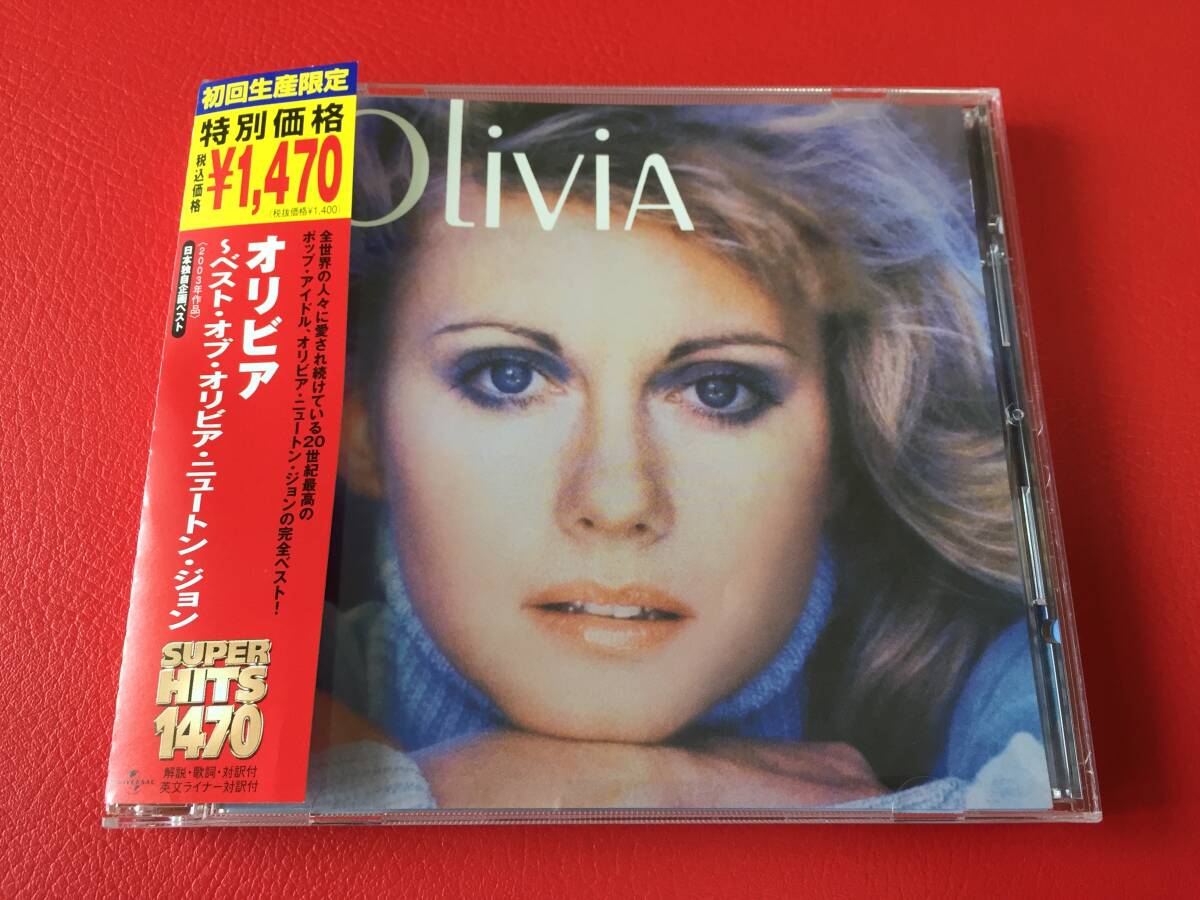 初回生産限定
特別価格
税込価格
¥1,470
(税抜価格¥1,400)
オリビア
〜ベスト・オブ・オリビア・ニュートン・ジョン
〈2003年作品〉
日本独自企画ベスト
全世界の人々に愛され続けている20世紀最高の
ポップ・アイドル、オリビア・ニュートン・ジョンの完全ベスト!
SUPER
HITS
1470
UNIVERSAL
解説・歌詞・対訳付
英文ライナー対訳付
Olivia